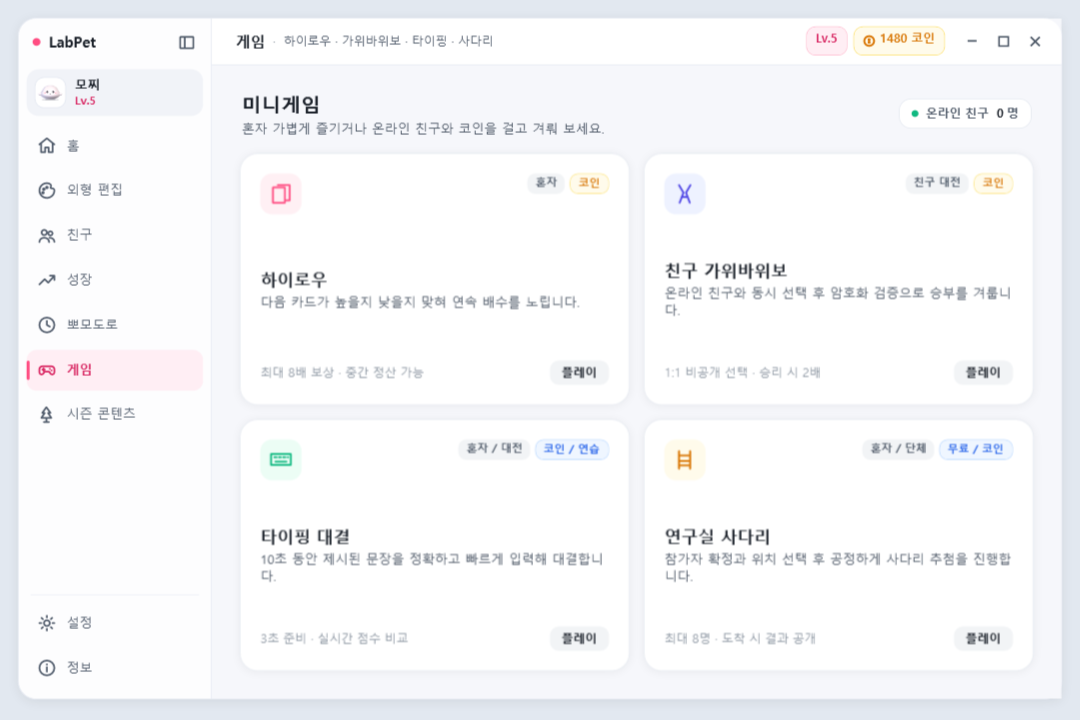 LabPet
모찌
Lv.5
홈
외형 편집
친구
성장
뽀모도로
게임
시즌 콘텐츠
설정
정보
게임 · 하이로우 · 가위바위보 · 타이핑 · 사다리
Lv.5
1480 코인
미니게임
혼자 가볍게 즐기거나 온라인 친구와 코인을 걸고 겨뤄 보세요.
온라인 친구 0 명
혼자 코인
하이로우
다음 카드가 높을지 낮을지 맞혀 연속 배수를 노립니다.
최대 8배 보상 · 중간 정산 가능
플레이
친구 대전 코인
친구 가위바위보
온라인 친구와 동시 선택 후 암호화 검증으로 승부를 겨룹니
다.
1:1 비공개 선택 · 승리 시 2배
플레이
혼자 / 대전 코인 / 연습
타이핑 대결
10초 동안 제시된 문장을 정확하고 빠르게 입력해 대결합니
다.
3초 준비 · 실시간 점수 비교
플레이
혼자 / 단체 무료 / 코인
연구실 사다리
참가자 확정과 위치 선택 후 공정하게 사다리 추첨을 진행합
니다.
최대 8명 · 도착 시 결과 공개
플레이